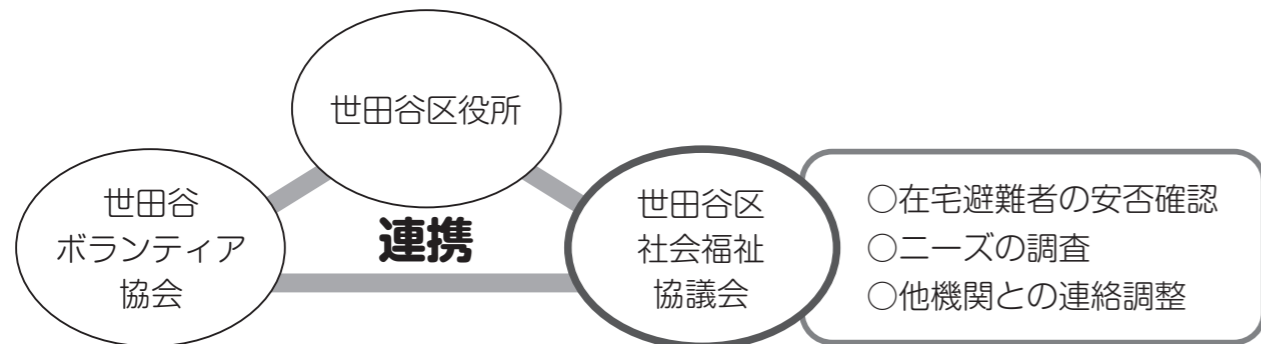 世田谷区役所
世田谷
ボランティア
協会
連携
世田谷区
社会福祉
協議会
○在宅避難者の安否確認
○ニーズの調査
○他機関との連絡調整